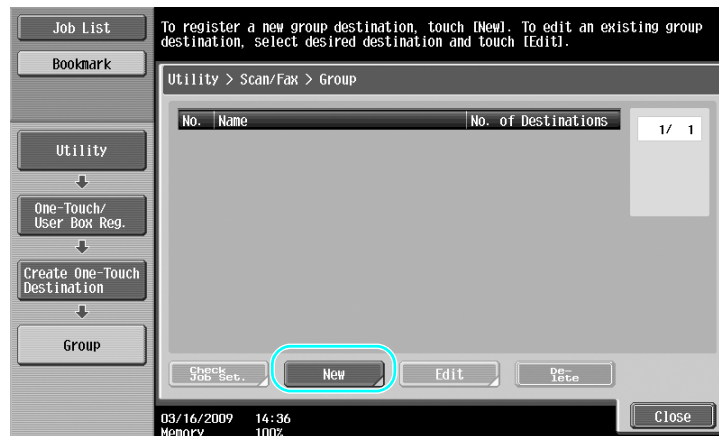 Job List
Bookmark
To register a new group destination, touch [New]. To edit an existing group
destination, select desired destination and touch [Edit].
Utility > Scan/Fax > Group
No. Name No. of Destinations
1/ 1
Utility
One-Touch/
User Box Reg.
Create One-Touch
Destination
Group
Check
Job Set.
New
Edit
De-
lete
03/16/2009 14:36
Memory 100%
Close